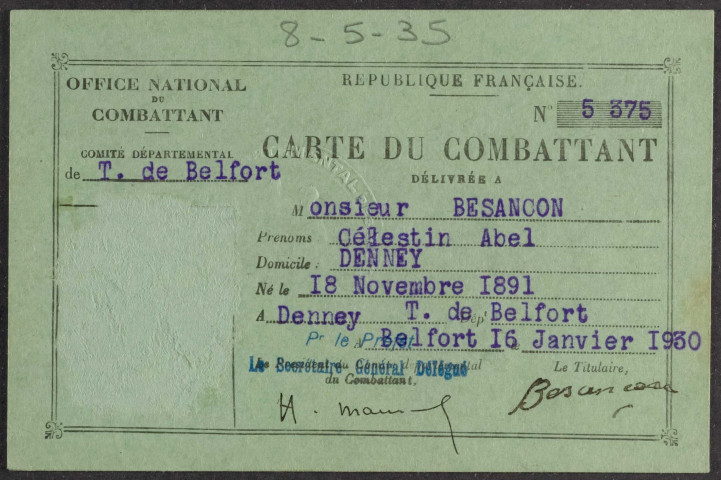 8-5-35
OFFICE NATIONAL
DU
COMBATTANT
COMITÉ DÉPARTEMENTAL
de T. de Belfort
RÉPUBLIQUE FRANÇAISE.
N° 5 375
CARTE DU COMBATTANT
DÉLIVRÉE A
Monsieur BESANCON
Prénoms Célestin Abel
Domicile : DENNEY
Né le 18 Novembre 1891
A Denney Dépt T. de Belfort
Pr le Préfet
A Belfort 16 Janvier 1930
Le Secrétaire Général Délégué
du Combattant.
Le Titulaire,
Besancon